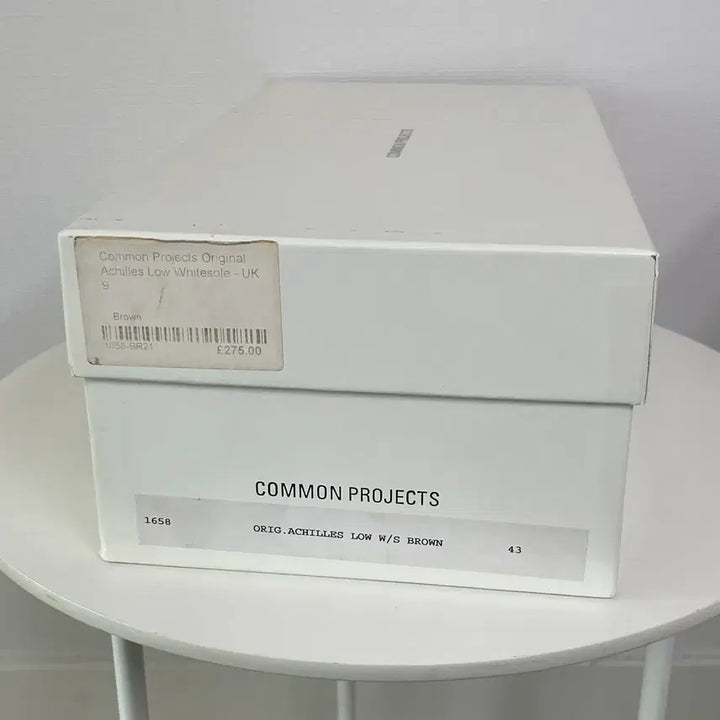 COMMON PROJECTS
Common Projects Original
Achilles Low Whitesole - UK
9
Brown
1658-BR21
£275.00
COMMON PROJECTS
1658
ORIG.ACHILLES LOW W/S BROWN
43